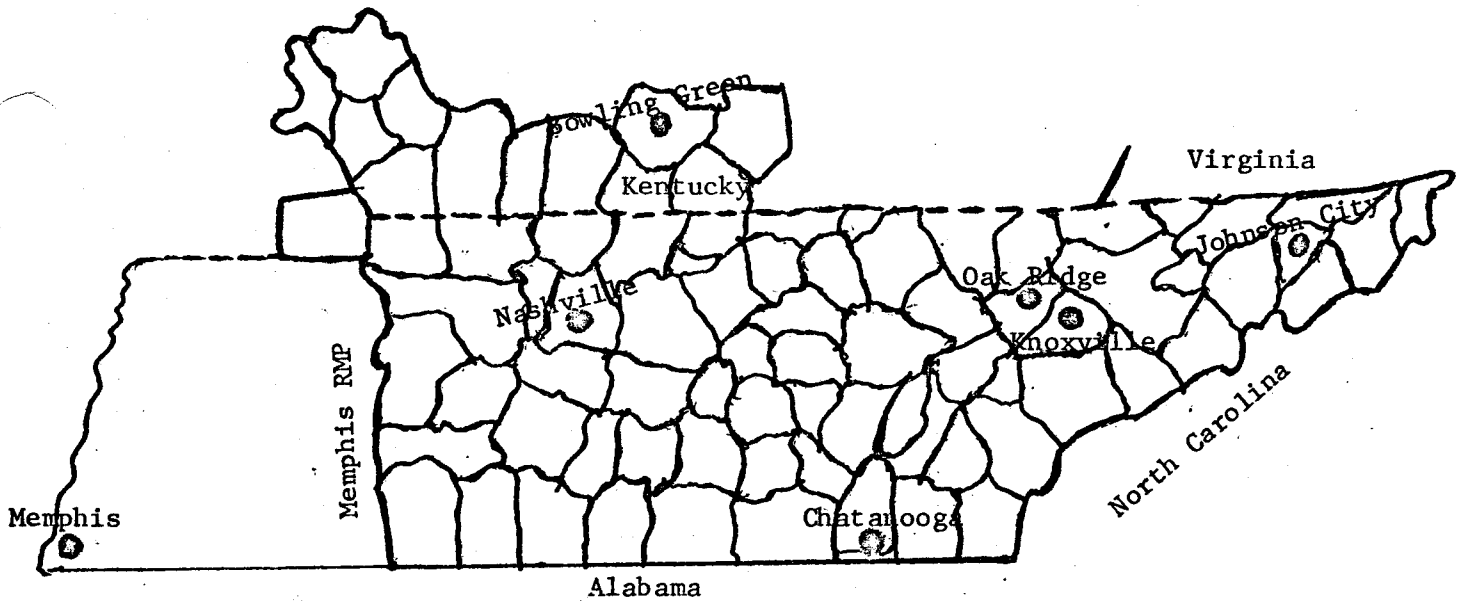 Bowling Green
Virginia
Kentucky
Johnson City
Oak Ridge
Nashville
Knoxville
Memphis RMP
North Carolina
Memphis
Chatanooga
Alabama